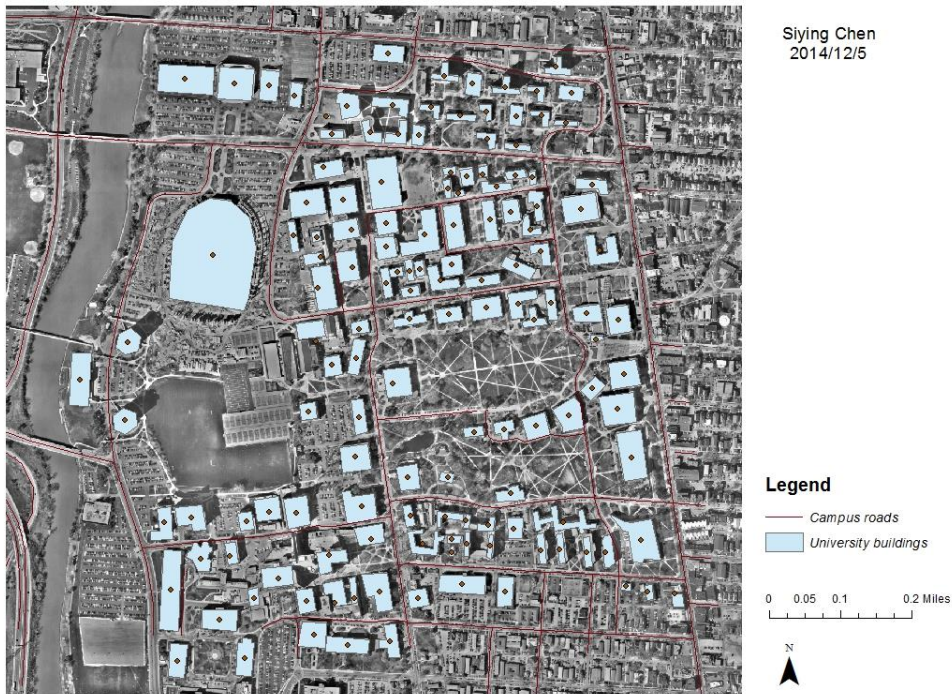 Siying Chen
2014/12/5
Legend
Campus roads
University buildings
0 0.05 0.1 0.2 Miles
N